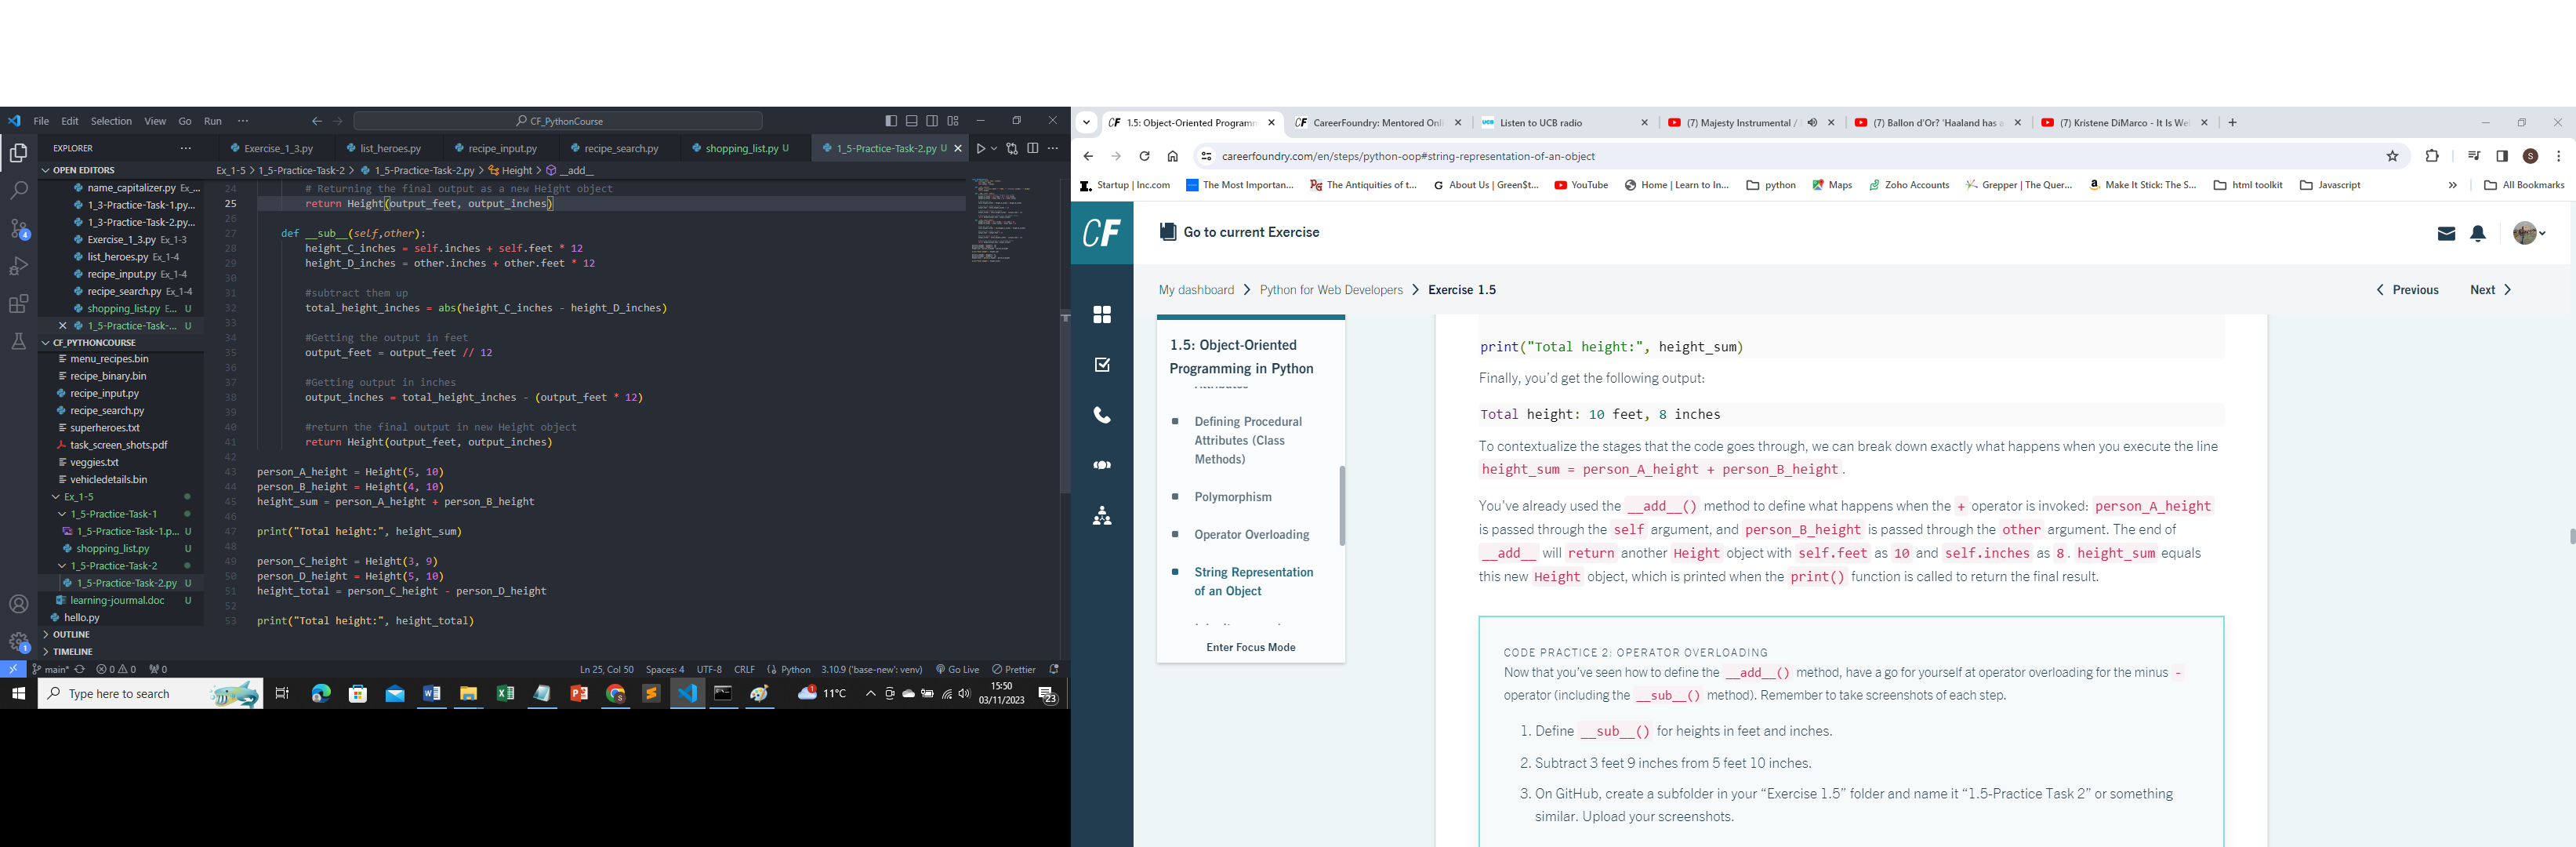 File Edit Selection View Go Run ···
CF_PythonCourse
EXPLORER ···
OPEN EDITORS
name_capitalizer.py Ex_...
1_3-Practice-Task-1.py...
1_3-Practice-Task-2.py...
Exercise_1_3.py Ex_1-3
list_heroes.py Ex_1-4
recipe_input.py Ex_1-4
recipe_search.py Ex_1-4
shopping_list.py E... U
1_5-Practice-Task-... U
CF_PYTHONCOURSE
menu_recipes.bin
recipe_binary.bin
recipe_input.py
recipe_search.py
superheroes.txt
task_screen_shots.pdf
veggies.txt
vehicledetails.bin
Ex_1-5
1_5-Practice-Task-1
1_5-Practice-Task-1.p... U
shopping_list.py U
1_5-Practice-Task-2
1_5-Practice-Task-2.py U
learning-journal.doc U
hello.py
OUTLINE
TIMELINE
Exercise_1_3.py list_heroes.py recipe_input.py recipe_search.py shopping_list.py U 1_5-Practice-Task-2.py U
Ex_1-5 > 1_5-Practice-Task-2 > 1_5-Practice-Task-2.py > Height > __add__
24 # Returning the final output as a new Height object
25 return Height(output_feet, output_inches)
26
27 def __sub__(self,other):
28 height_C_inches = self.inches + self.feet * 12
29 height_D_inches = other.inches + other.feet * 12
30
31 #subtract them up
32 total_height_inches = abs(height_C_inches - height_D_inches)
33
34 #Getting the output in feet
35 output_feet = output_feet // 12
36
37 #Getting output in inches
38 output_inches = total_height_inches - (output_feet * 12)
39
40 #return the final output in new Height object
41 return Height(output_feet, output_inches)
42
43 person_A_height = Height(5, 10)
44 person_B_height = Height(4, 10)
45 height_sum = person_A_height + person_B_height
46
47 print("Total height:", height_sum)
48
49 person_C_height = Height(3, 9)
50 person_D_height = Height(5, 10)
51 height_total = person_C_height - person_D_height
52
53 print("Total height:", height_total)
main* 0 0 0 Ln 25, Col 50 Spaces: 4 UTF-8 CRLF Python 3.10.9 ('base-new': venv) Go Live Prettier
Type here to search
11°C
15:50
03/11/2023
23
1.5: Object-Oriented Programm CareerFoundry: Mentored Onl Listen to UCB radio (7) Majesty Instrumental / (7) Ballon d'Or? 'Haaland has a (7) Kristene DiMarco - It Is We
careerfoundry.com/en/steps/python-oop#string-representation-of-an-object
Startup | Inc.com The Most Importan... The Antiquities of t... About Us | Green$t... YouTube Home | Learn to In... python Maps Zoho Accounts Grepper | The Quer... Make It Stick: The S... html toolkit Javascript » All Bookmarks
CF
Go to current Exercise
My dashboard > Python for Web Developers > Exercise 1.5
Previous Next
1.5: Object-Oriented
Programming in Python
Defining Procedural
Attributes (Class
Methods)
Polymorphism
Operator Overloading
String Representation
of an Object
Enter Focus Mode
print("Total height:", height_sum)
Finally, you'd get the following output:
Total height: 10 feet, 8 inches
To contextualize the stages that the code goes through, we can break down exactly what happens when you execute the line
height_sum = person_A_height + person_B_height.
You've already used the __add__() method to define what happens when the + operator is invoked: person_A_height
is passed through the self argument, and person_B_height is passed through the other argument. The end of
__add__ will return another Height object with self.feet as 10 and self.inches as 8. height_sum equals
this new Height object, which is printed when the print() function is called to return the final result.
CODE PRACTICE 2: OPERATOR OVERLOADING
Now that you've seen how to define the __add__() method, have a go for yourself at operator overloading for the minus -
operator (including the __sub__() method). Remember to take screenshots of each step.
1. Define __sub__() for heights in feet and inches.
2. Subtract 3 feet 9 inches from 5 feet 10 inches.
3. On GitHub, create a subfolder in your “Exercise 1.5” folder and name it “1.5-Practice Task 2” or something
similar. Upload your screenshots.